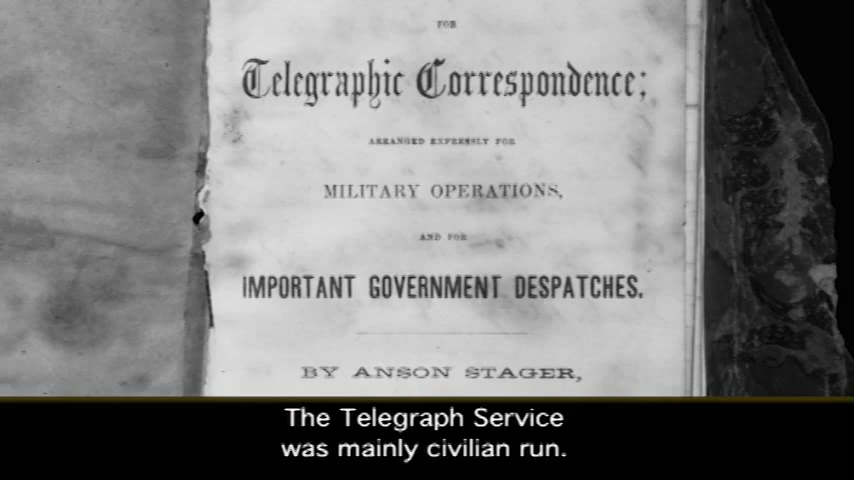 FOR
Telegraphic Correspondence;
ARRANGED EXPRESSLY FOR
MILITARY OPERATIONS,
AND FOR
IMPORTANT GOVERNMENT DESPATCHES.
BY ANSON STAGER,
The Telegraph Service
was mainly civilian run.